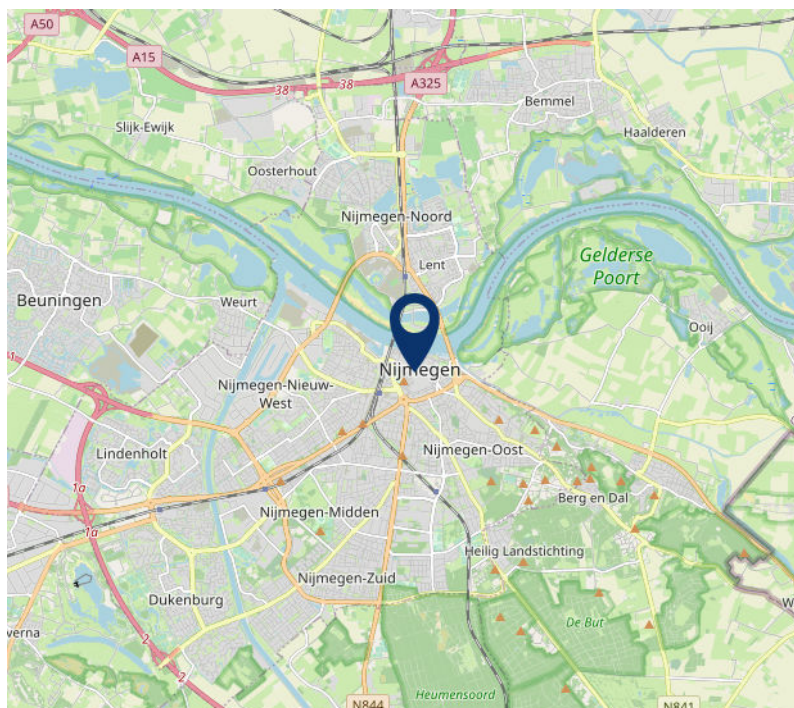 A50
A15
38
38
A325
Bemmel
Slijk-Ewijk
Haalderen
Oosterhout
Nijmegen-Noord
Gelderse
Poort
Lent
Beuningen
Weurt
Ooij
Nijmegen
Nijmegen-Nieuw-
West
Lindenholt
Nijmegen-Oost
1a
Berg en Dal
Nijmegen-Midden
1a
Heilig Landstichting
Nijmegen-Zuid
Dukenburg
De But
verna
2
2
Heumensoord
N844
N841